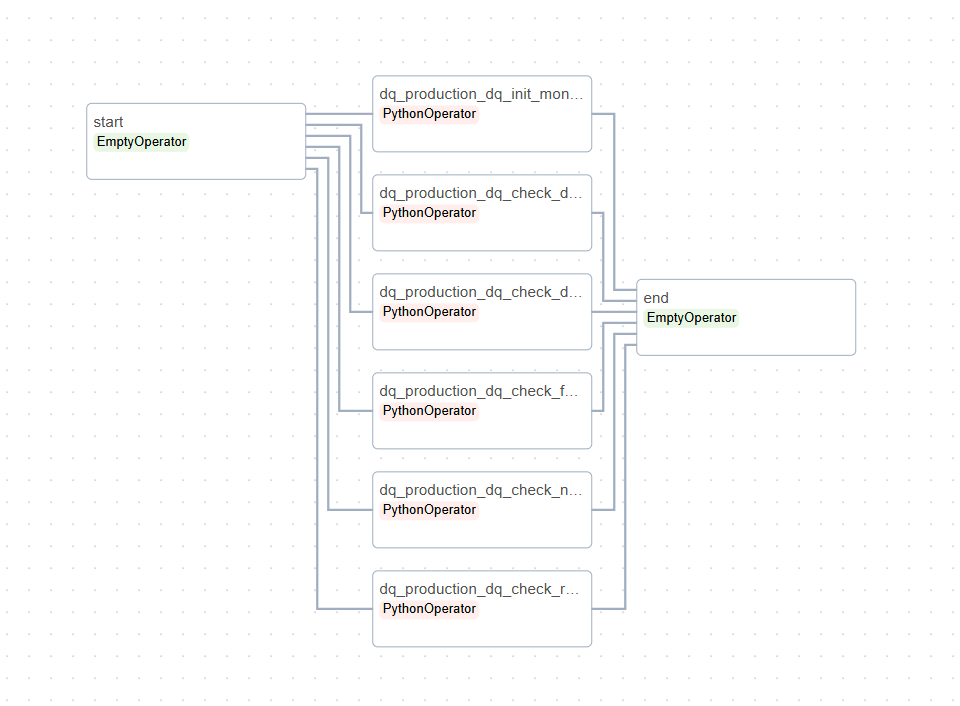 start
EmptyOperator
dq_production_dq_init_mon...
PythonOperator
dq_production_dq_check_d...
PythonOperator
dq_production_dq_check_d...
PythonOperator
dq_production_dq_check_f...
PythonOperator
dq_production_dq_check_n...
PythonOperator
dq_production_dq_check_r...
PythonOperator
end
EmptyOperator